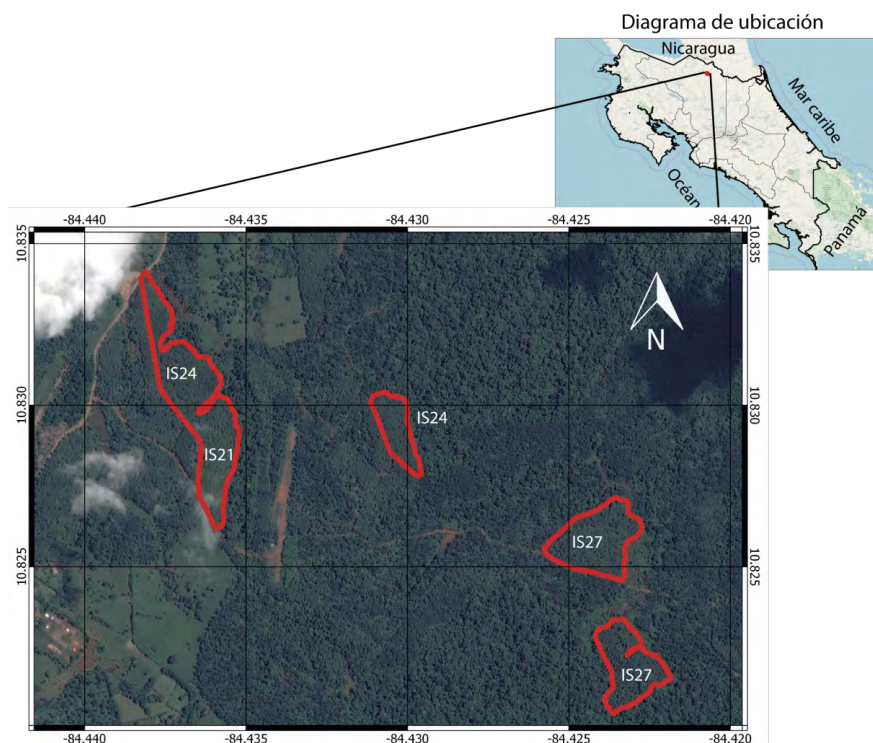 Diagrama de ubicación
Nicaragua
Mar caribe
Océan
Panamá
-84.440 -84.435 -84.430 -84.425 -84.420
10.835 10.835
N
IS24
10.830 IS24 10.830
IS21
IS27
10.825 10.825
IS27
-84.440 -84.435 -84.430 -84.425 -84.420